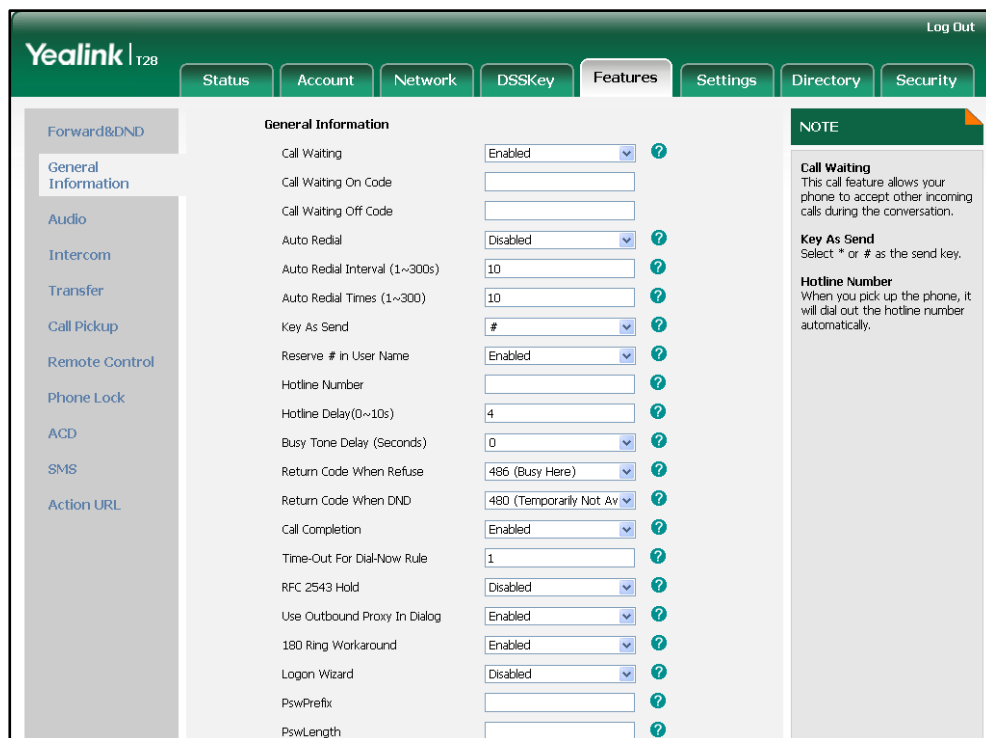 Log Out
Yealink T28
Status Account Network DSSKey Features Settings Directory Security
Forward&DND
General
Information
Audio
Intercom
Transfer
Call Pickup
Remote Control
Phone Lock
ACD
SMS
Action URL
General Information
Call Waiting Enabled ?
Call Waiting On Code
Call Waiting Off Code
Auto Redial Disabled ?
Auto Redial Interval (1~300s) 10 ?
Auto Redial Times (1~300) 10 ?
Key As Send # ?
Reserve # in User Name Enabled ?
Hotline Number ?
Hotline Delay(0~10s) 4 ?
Busy Tone Delay (Seconds) 0 ?
Return Code When Refuse 486 (Busy Here) ?
Return Code When DND 480 (Temporarily Not Av ?
Call Completion Enabled ?
Time-Out For Dial-Now Rule 1 ?
RFC 2543 Hold Disabled ?
Use Outbound Proxy In Dialog Enabled ?
180 Ring Workaround Enabled ?
Logon Wizard Disabled ?
PswPrefix ?
PswLength ?
NOTE
Call Waiting
This call feature allows your
phone to accept other incoming
calls during the conversation.
Key As Send
Select * or # as the send key.
Hotline Number
When you pick up the phone, it
will dial out the hotline number
automatically.